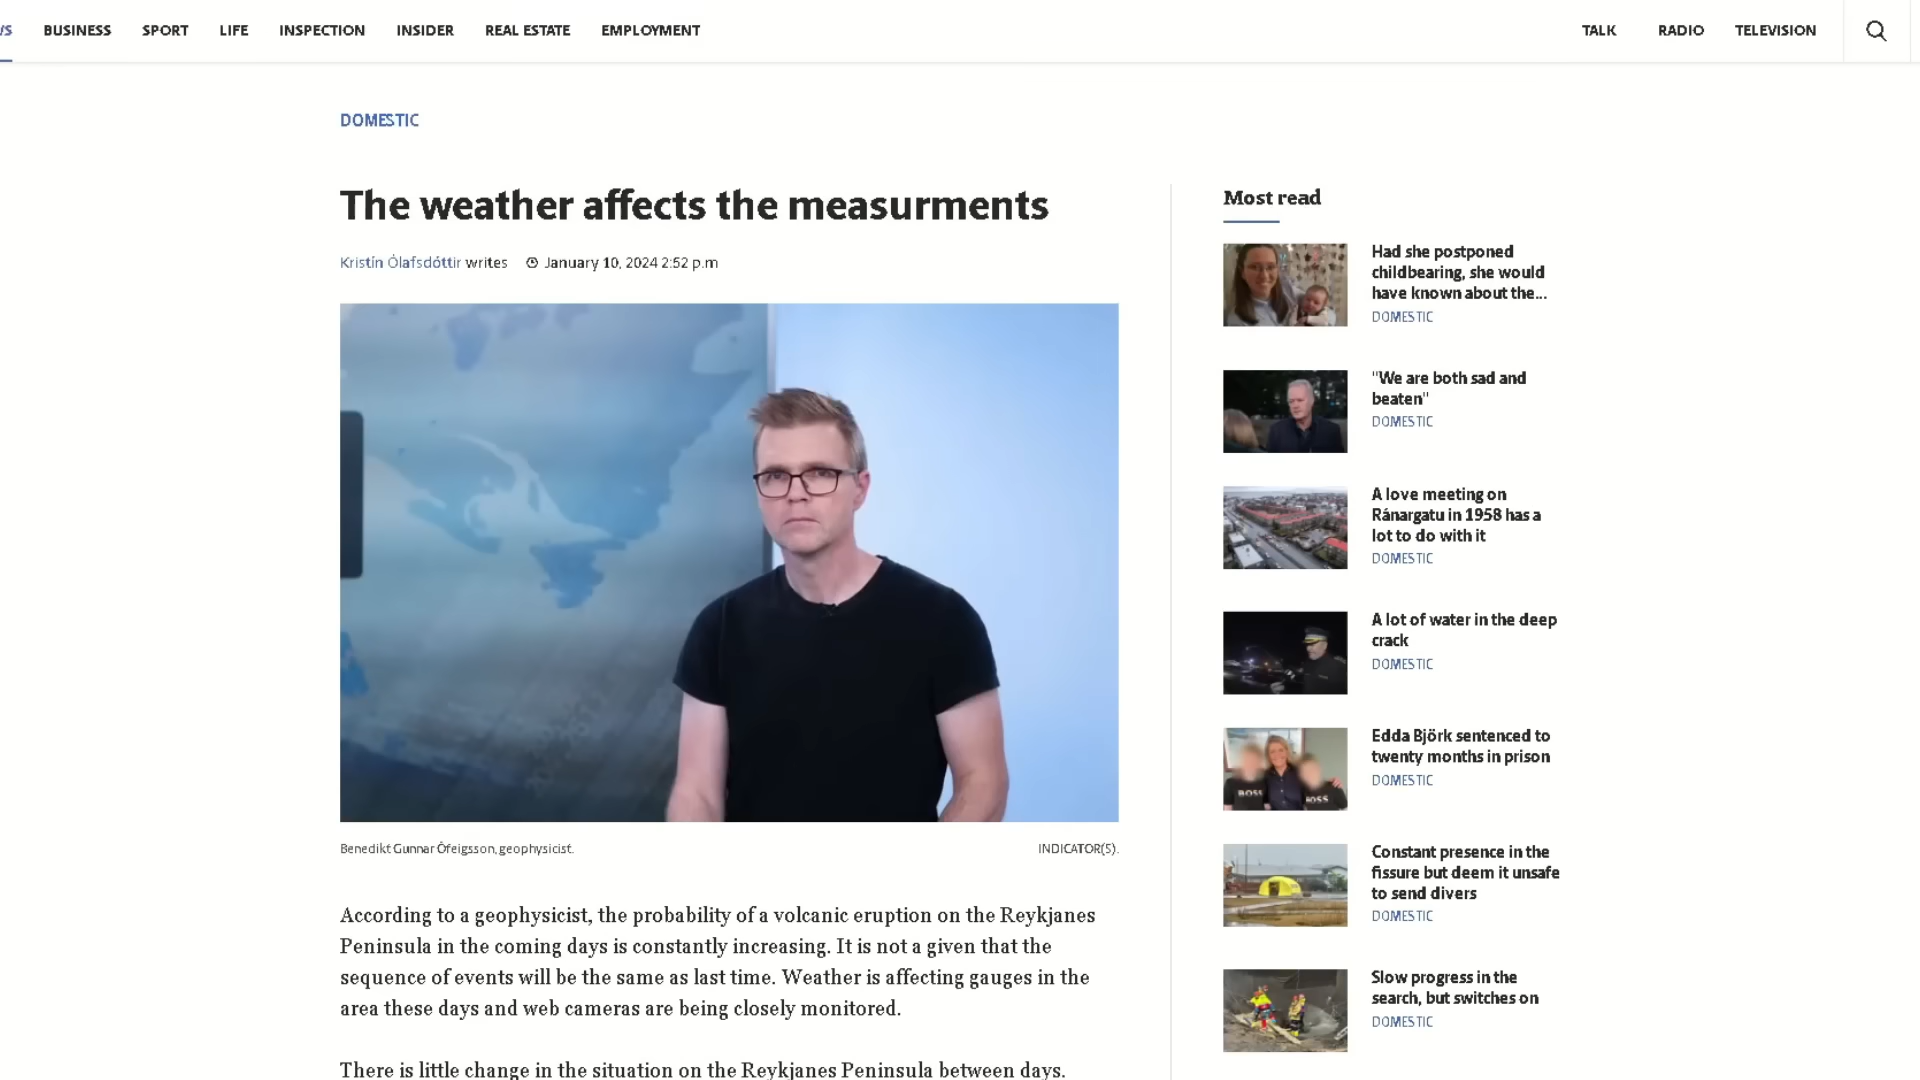 BUSINESS SPORT LIFE INSPECTION INSIDER REAL ESTATE EMPLOYMENT TALK RADIO TELEVISION
DOMESTIC
The weather affects the measurments
Kristín Ólafsdóttir writes January 10, 2024 2:52 p.m
Benedikt Gunnar Ófeigsson, geophysicist. INDICATOR(S).
According to a geophysicist, the probability of a volcanic eruption on the Reykjanes
Peninsula in the coming days is constantly increasing. It is not a given that the
sequence of events will be the same as last time. Weather is affecting gauges in the
area these days and web cameras are being closely monitored.
There is little change in the situation on the Reykjanes Peninsula between days.
Most read
Had she postponed
childbearing, she would
have known about the...
DOMESTIC
"We are both sad and
beaten"
DOMESTIC
A love meeting on
Ránargatu in 1958 has a
lot to do with it
DOMESTIC
A lot of water in the deep
crack
DOMESTIC
Edda Björk sentenced to
twenty months in prison
DOMESTIC
BOSS
BOSS
Constant presence in the
fissure but deem it unsafe
to send divers
DOMESTIC
Slow progress in the
search, but switches on
DOMESTIC